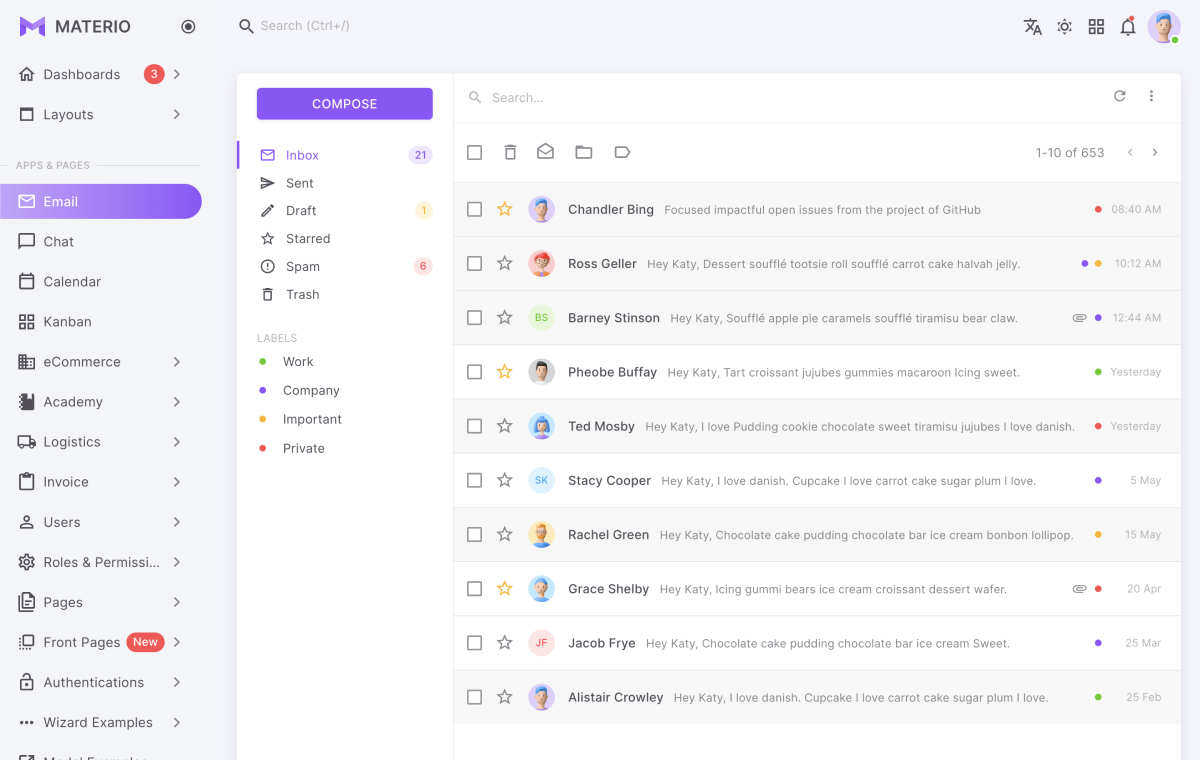 MATERIO
Search (Ctrl+/)
Dashboards 3
Layouts
APPS & PAGES
Email
Chat
Calendar
Kanban
eCommerce
Academy
Logistics
Invoice
Users
Roles & Permissi...
Pages
Front Pages New
Authentications
Wizard Examples
COMPOSE
Inbox 21
Sent
Draft 1
Starred
Spam 6
Trash
LABELS
Work
Company
Important
Private
Search...
1-10 of 653
Chandler Bing Focused impactful open issues from the project of GitHub 08:40 AM
Ross Geller Hey Katy, Dessert soufflé tootsie roll soufflé carrot cake halvah jelly. 10:12 AM
BS Barney Stinson Hey Katy, Soufflé apple pie caramels soufflé tiramisu bear claw. 12:44 AM
Pheobe Buffay Hey Katy, Tart croissant jujubes gummies macaroon Icing sweet. Yesterday
Ted Mosby Hey Katy, I love Pudding cookie chocolate sweet tiramisu jujubes I love danish. Yesterday
SK Stacy Cooper Hey Katy, I love danish. Cupcake I love carrot cake sugar plum I love. 5 May
Rachel Green Hey Katy, Chocolate cake pudding chocolate bar ice cream bonbon lollipop. 15 May
Grace Shelby Hey Katy, Icing gummi bears ice cream croissant dessert wafer. 20 Apr
JF Jacob Frye Hey Katy, Chocolate cake pudding chocolate bar ice cream Sweet. 25 Mar
Alistair Crowley Hey Katy, I love danish. Cupcake I love carrot cake sugar plum I love. 25 Feb